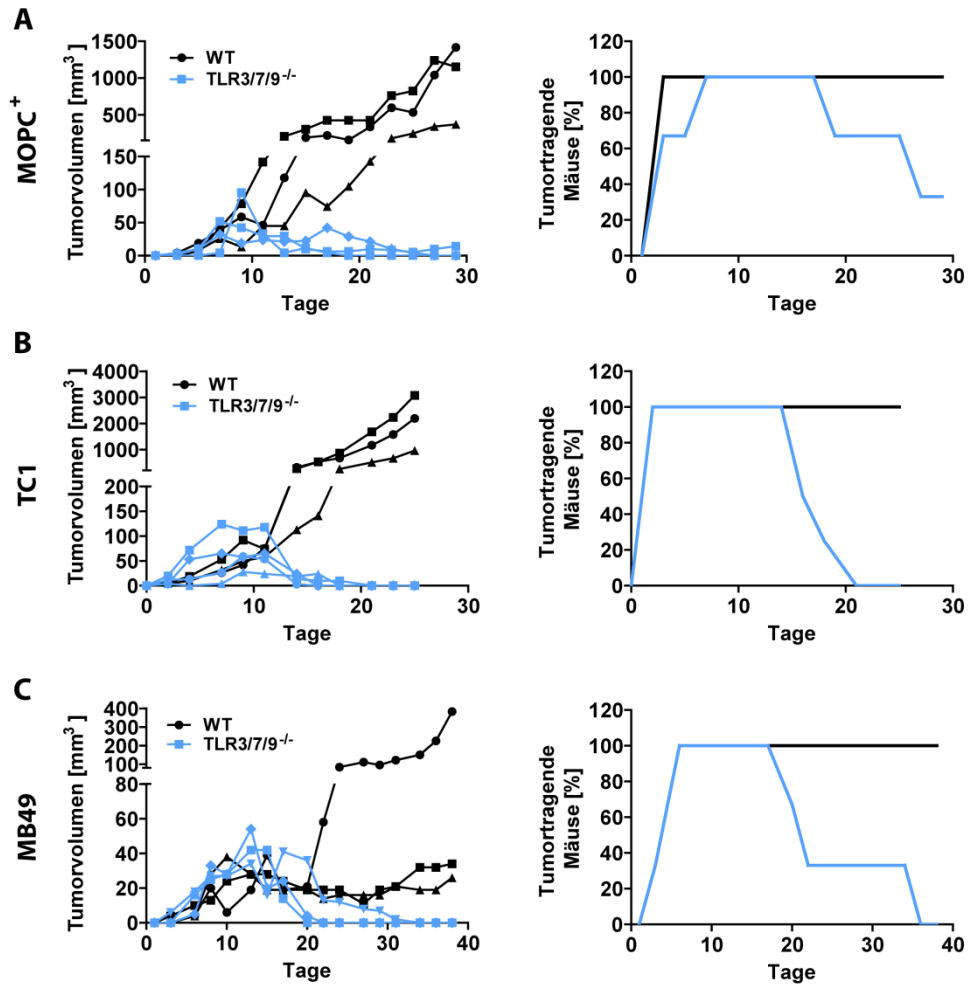 A
MOPC+
Tumorvolumen [mm³]
1500
1000
500
150
100
50
0
0
10
20
30
Tage
WT
TLR3/7/9-/-
Tumortragende
Mäuse [%]
120
100
80
60
40
20
0
0
10
20
30
Tage
B
TC1
Tumorvolumen [mm³]
4000
3000
2000
1000
200
150
100
50
0
0
10
20
30
Tage
WT
TLR3/7/9-/-
Tumortragende
Mäuse [%]
120
100
80
60
40
20
0
0
10
20
30
Tage
C
MB49
Tumorvolumen [mm³]
400
300
200
100
80
60
40
20
0
0
10
20
30
40
Tage
WT
TLR3/7/9-/-
Tumortragende
Mäuse [%]
120
100
80
60
40
20
0
0
10
20
30
40
Tage